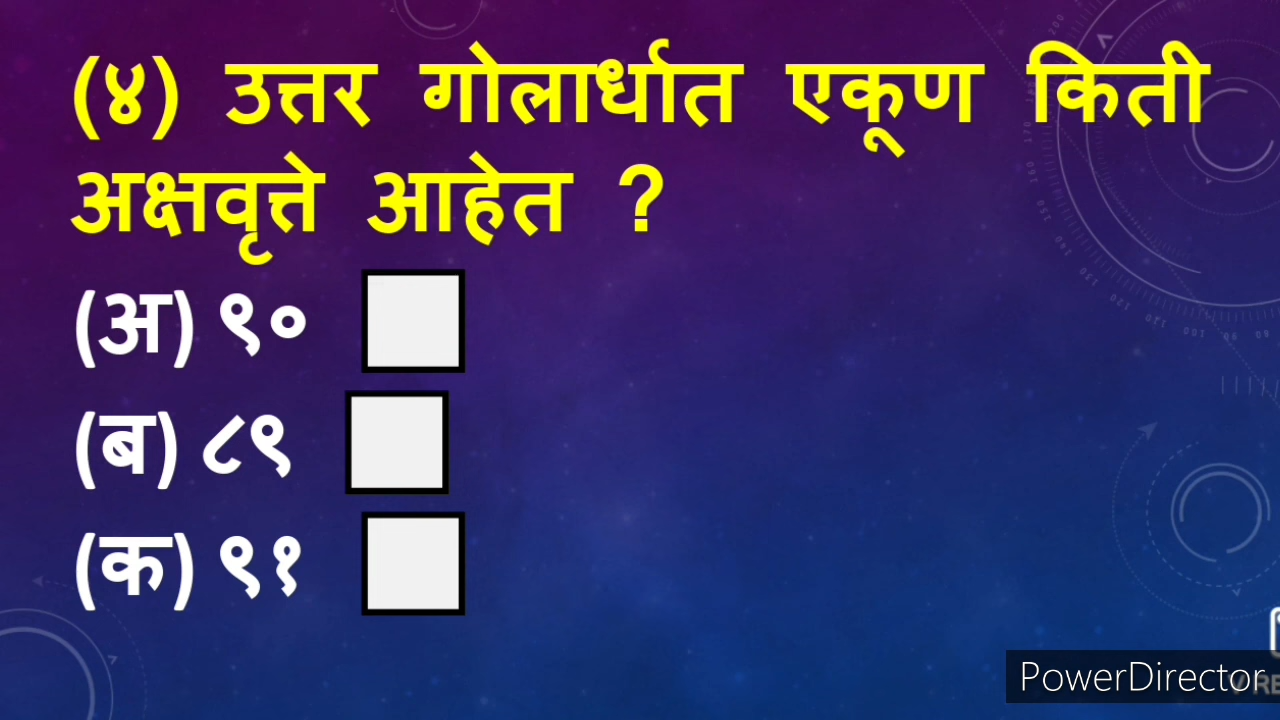 (४) उत्तर गोलार्धात एकूण किती
अक्षवृत्ते आहेत ?
(अ) ९०
(ब) ८९
(क) ९१
PowerDirector